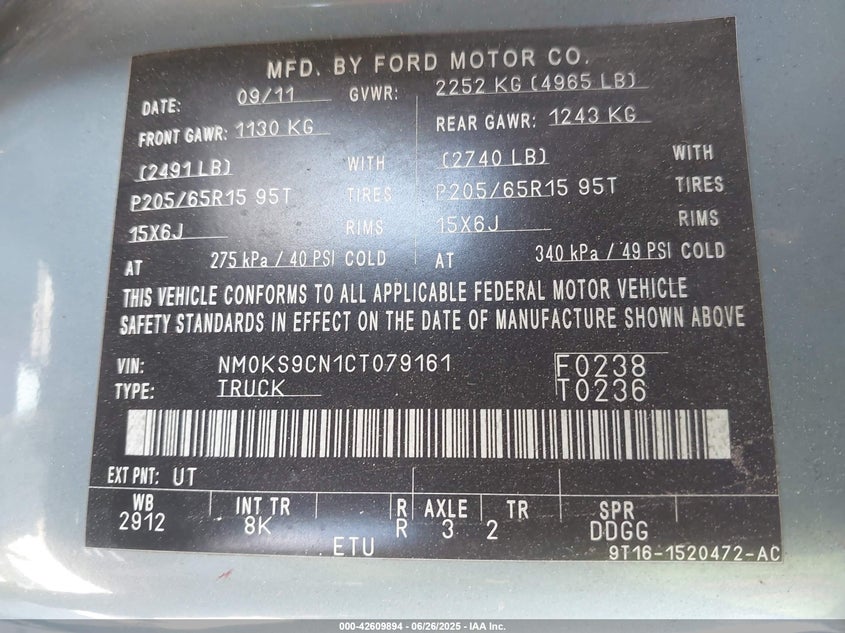 MFD. BY FORD MOTOR CO.
DATE: 09/11 GVWR: 2252 KG (4965 LB)
FRONT GAWR: 1130 KG REAR GAWR: 1243 KG
(2491 LB) WITH (2740 LB) WITH
P205/65R15 95T TIRES P205/65R15 95T TIRES
15X6J RIMS 15X6J RIMS
AT 275 kPa / 40 PSI COLD AT 340 kPa / 49 PSI COLD
THIS VEHICLE CONFORMS TO ALL APPLICABLE FEDERAL MOTOR VEHICLE
SAFETY STANDARDS IN EFFECT ON THE DATE OF MANUFACTURE SHOWN ABOVE
VIN: NM0KS9CN1CT079161 F0238
TYPE: TRUCK T0236
EXT PNT: UT
WB INT TR R AXLE TR SPR
2912 8K R 3 2 DDGG
ETU 9T16-1520472-AC
000-42609894 - 06/26/2025 - IAA Inc.